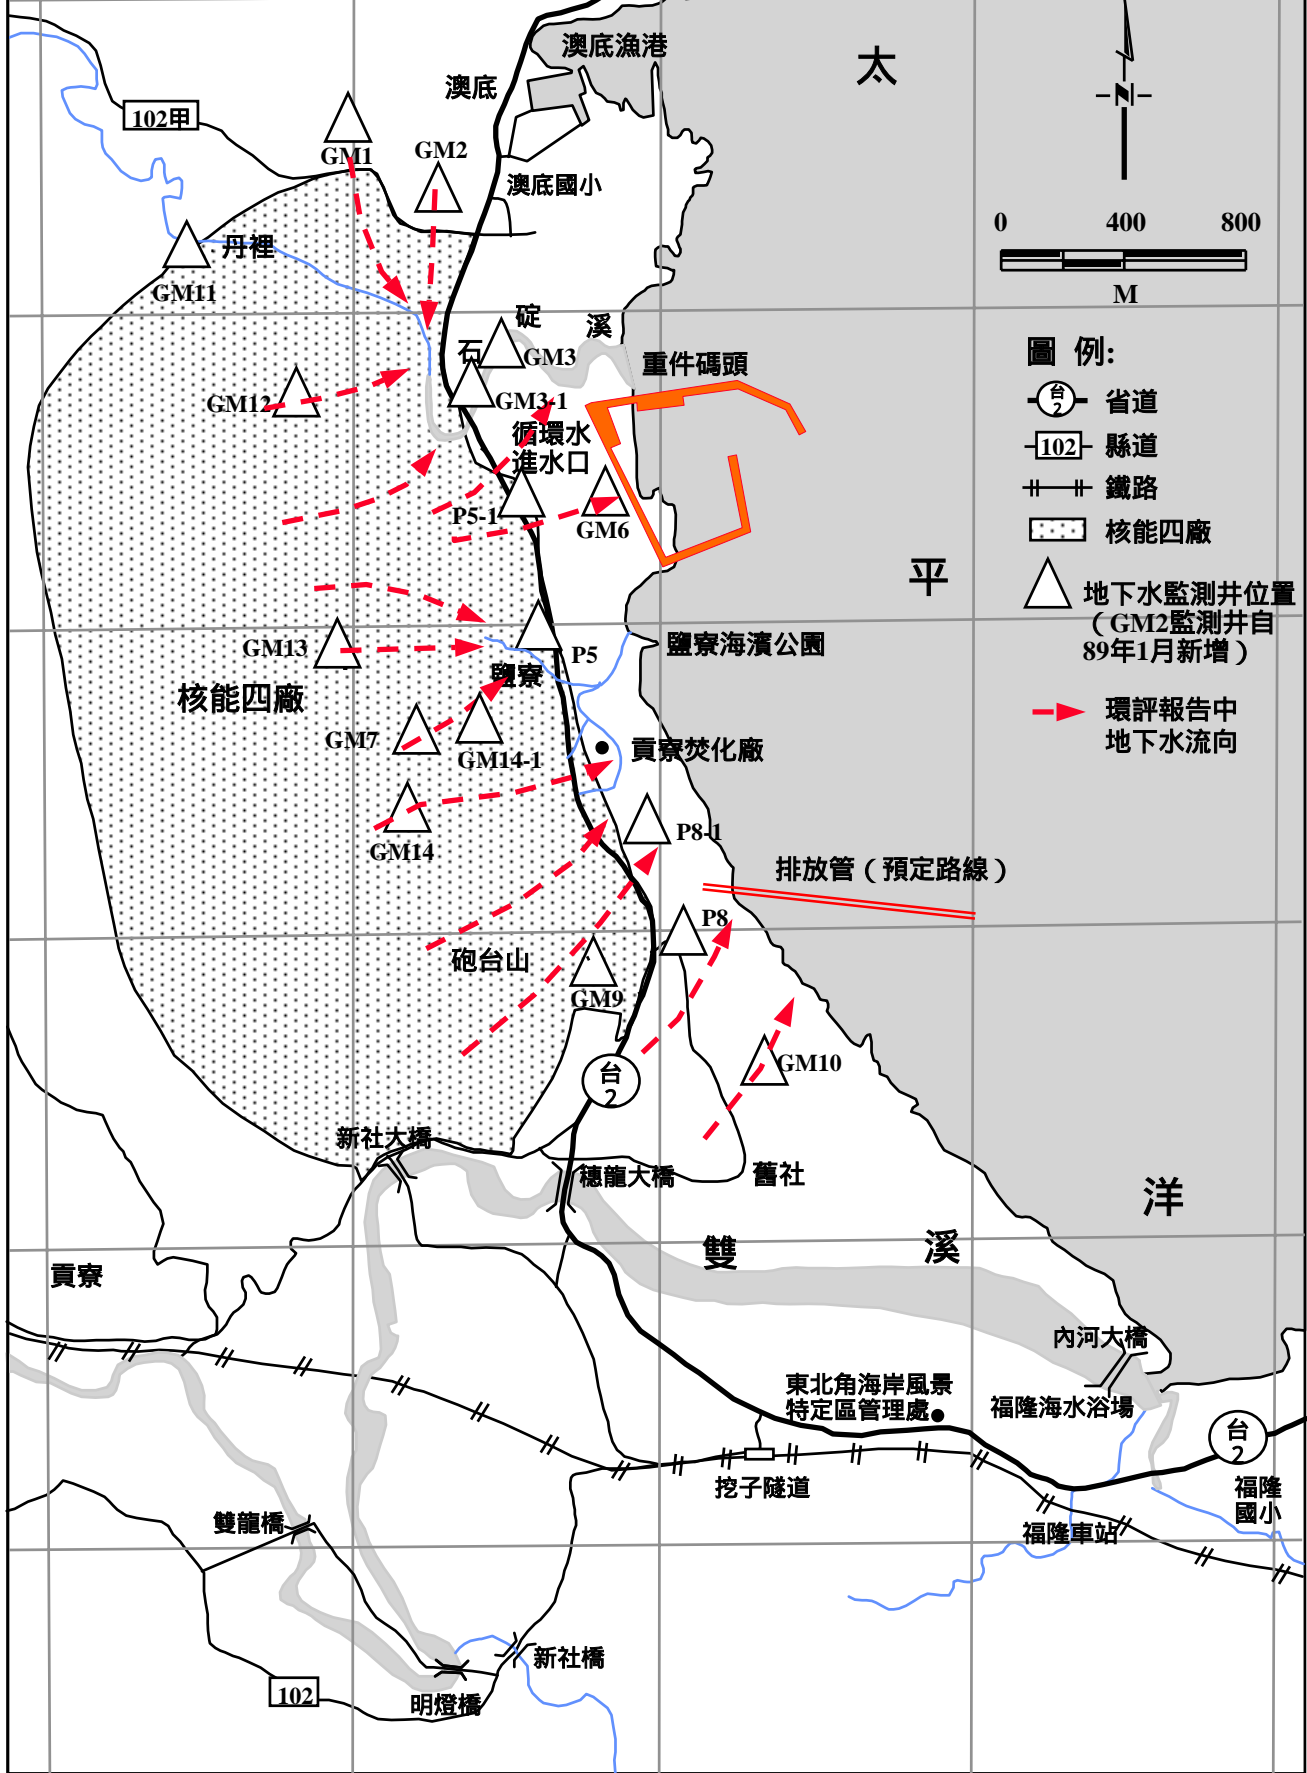 澳底漁港
太
澳底
102甲
N
GM1
GM2
澳底國小
0 400 800
M
丹裡
GM11
碇
溪
石
GM3
重件碼頭
圖 例:
台
2
省道
GM12
GM3-1
循環水
進水口
102
縣道
鐵路
P5-1
GM6
核能四廠
平
地下水監測井位置
（GM2監測井自
89年1月新增）
GM13
P5
鹽寮海濱公園
鹽寮
核能四廠
環評報告中
地下水流向
GM7
GM14-1
貢寮焚化廠
P8-1
GM14
排放管（預定路線）
P8
砲台山
GM9
台
2
GM10
新社大橋
穗龍大橋
舊社
洋
雙
溪
貢寮
內河大橋
東北角海岸風景
特定區管理處
福隆海水浴場
台
2
挖子隧道
福隆
國小
雙龍橋
福隆車站
新社橋
102
明燈橋